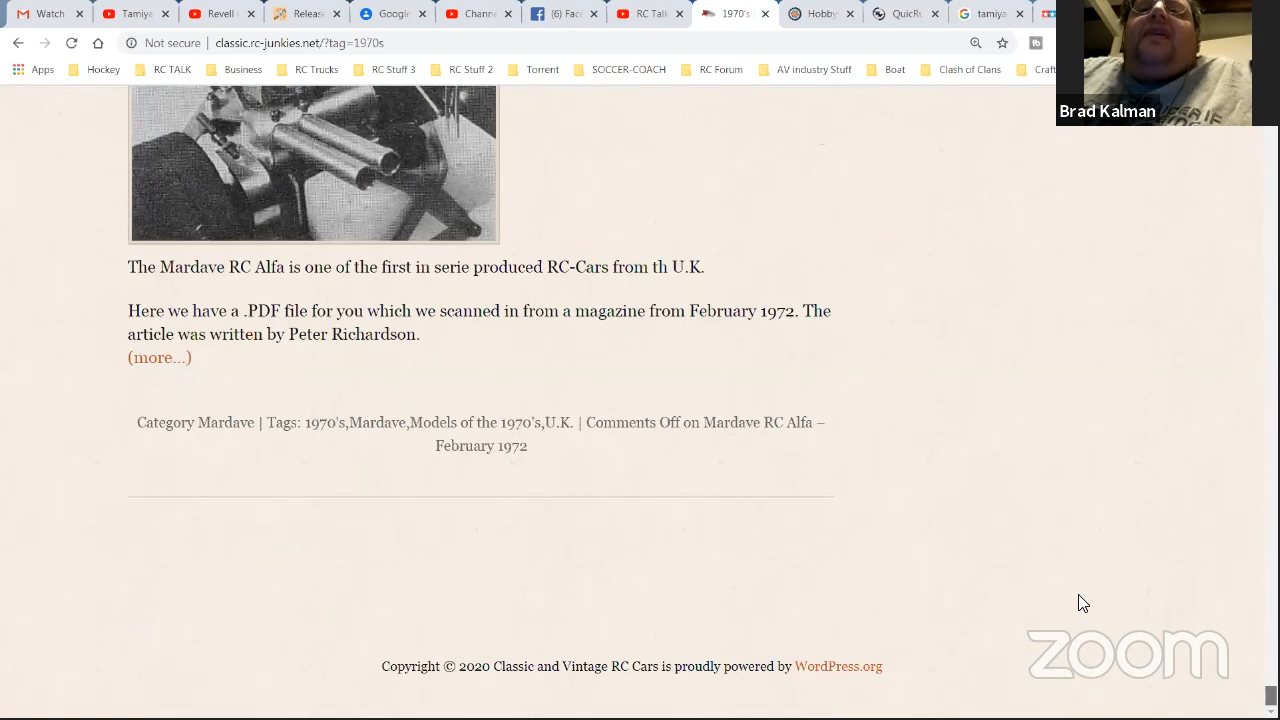 Watch
Tamiya
Revell
Release
Google
Channe
(6) Fac
RC Talk
1970's
Hobby
QuicRu
tamiya
Not secure | classic.rc-junkies.net/?tag=1970s
Apps
Hockey
RC TALK
Business
RC Trucks
RC Stuff 3
RC Stuff 2
Torrent
SOCCER-COACH
RC Forum
AV industry Stuff
Boat
Clash of Clans
Craft
Brad Kalman
The Mardave RC Alfa is one of the first in serie produced RC-Cars from th U.K.
Here we have a .PDF file for you which we scanned in from a magazine from February 1972. The
article was written by Peter Richardson.
(more...)
Category Mardave | Tags: 1970's,Mardave,Models of the 1970's,U.K. | Comments Off on Mardave RC Alfa –
February 1972
Copyright © 2020 Classic and Vintage RC Cars is proudly powered by WordPress.org
zoom